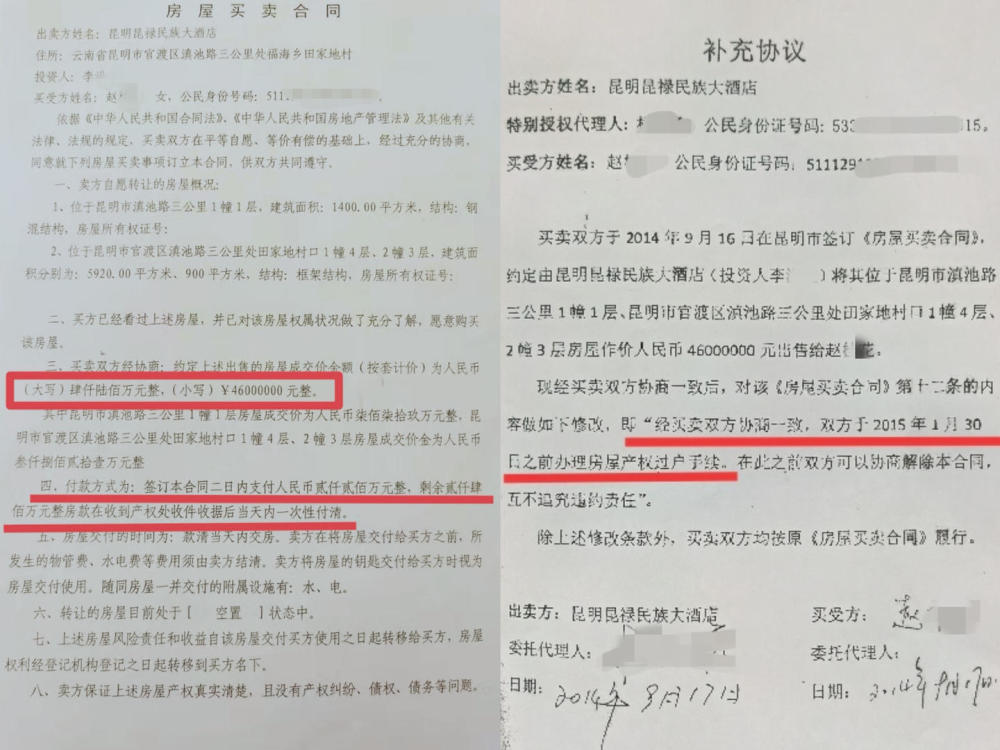 房屋买卖合同
出卖方姓名：昆明昆禄民族大酒店
住所：云南省昆明市官渡区滇池路三公里处福海乡田家地村
投资人：李
买受方姓名：赵 女，公民身份号码：511.
依据《中华人民共和国合同法》、《中华人民共和国房地产管理法》及其他有关
法律、法规的规定，买卖双方在平等自愿、等价有偿的基础上，经过充分的协商，
同意就下列房屋买卖事项订立本合同，供双方共同遵守。
一、卖方自愿转让的房屋概况：
1、位于昆明市滇池路三公里1幢1层，建筑面积：1400.00平方米，结构：钢
混结构，房屋所有权证号：
2、位于昆明市官渡区滇池路三公里处田家地村口1幢4层、2幢3层，建筑面
积分别为：5920.00平方米、900平方米，结构：框架结构，房屋所有权证号：
二、买方已经看过上述房屋，并已对该房屋权属状况做了充分了解，愿意购买
该房屋。
三、买卖双方经协商：约定上述出售的房屋成交价金额（按套计价）为人民币
（大写）肆仟陆佰万元整，（小写）￥46000000元整。
其中昆明市滇池路三公里1幢1层房屋成交价为人民币柒佰柒拾玖万元整，昆
明市官渡区滇池路三公里处田家地村口1幢4层、2幢3层房屋成交价金为人民币
叁仟捌佰贰拾壹万元整
四、付款方式为：签订本合同二日内支付人民币贰仟贰佰万元整，剩余贰仟肆
佰万元整房款在收到产权处收件收据后当天内一次性付清。
五、房屋交付的时间为：款清当天内交房。卖方在将房屋交付给买方之前，所
发生的物管费、水电费等费用须由卖方结清。卖方将房屋的钥匙交付给买方时视为
房屋交付使用。随同房屋一并交付的附属设施有：水、电。
六、转让的房屋目前处于[ 空置 ]状态中。
七、上述房屋风险责任和收益自该房屋交付买方使用之日起转移给买方，房屋
权利经登记机构登记之日起转移到买方名下。
八、卖方保证上述房屋产权真实清楚，且没有产权纠纷、债权、债务等问题。
补充协议
出卖方姓名：昆明昆禄民族大酒店
特别授权代理人： 公民身份证号码：533 15。
买受方姓名：赵 公民身份证号码：5111291
买卖双方于2014年9月16日在昆明市签订《房屋买卖合同》，
约定由昆明昆禄民族大酒店（投资人李 ）将其位于昆明市滇池路
三公里1幢1层、昆明市官渡区滇池路三公里处田家地村口1幢4层、
2幢3层房屋作价人民币46000000元出售给赵 。
现经买卖双方协商一致后，对该《房屋买卖合同》第十二条的内
容做如下修改，即“经买卖双方协商一致，双方于2015年1月30
日之前办理房屋产权过户手续。在此之前双方可以协商解除本合同，
互不追究违约责任”。
除上述修改条款外，买卖双方均按原《房屋买卖合同》履行。
出卖方：昆明昆禄民族大酒店
委托代理人：
日期：2014年9月17日
买受方：赵
委托代理人：
日期：2014年9月17日